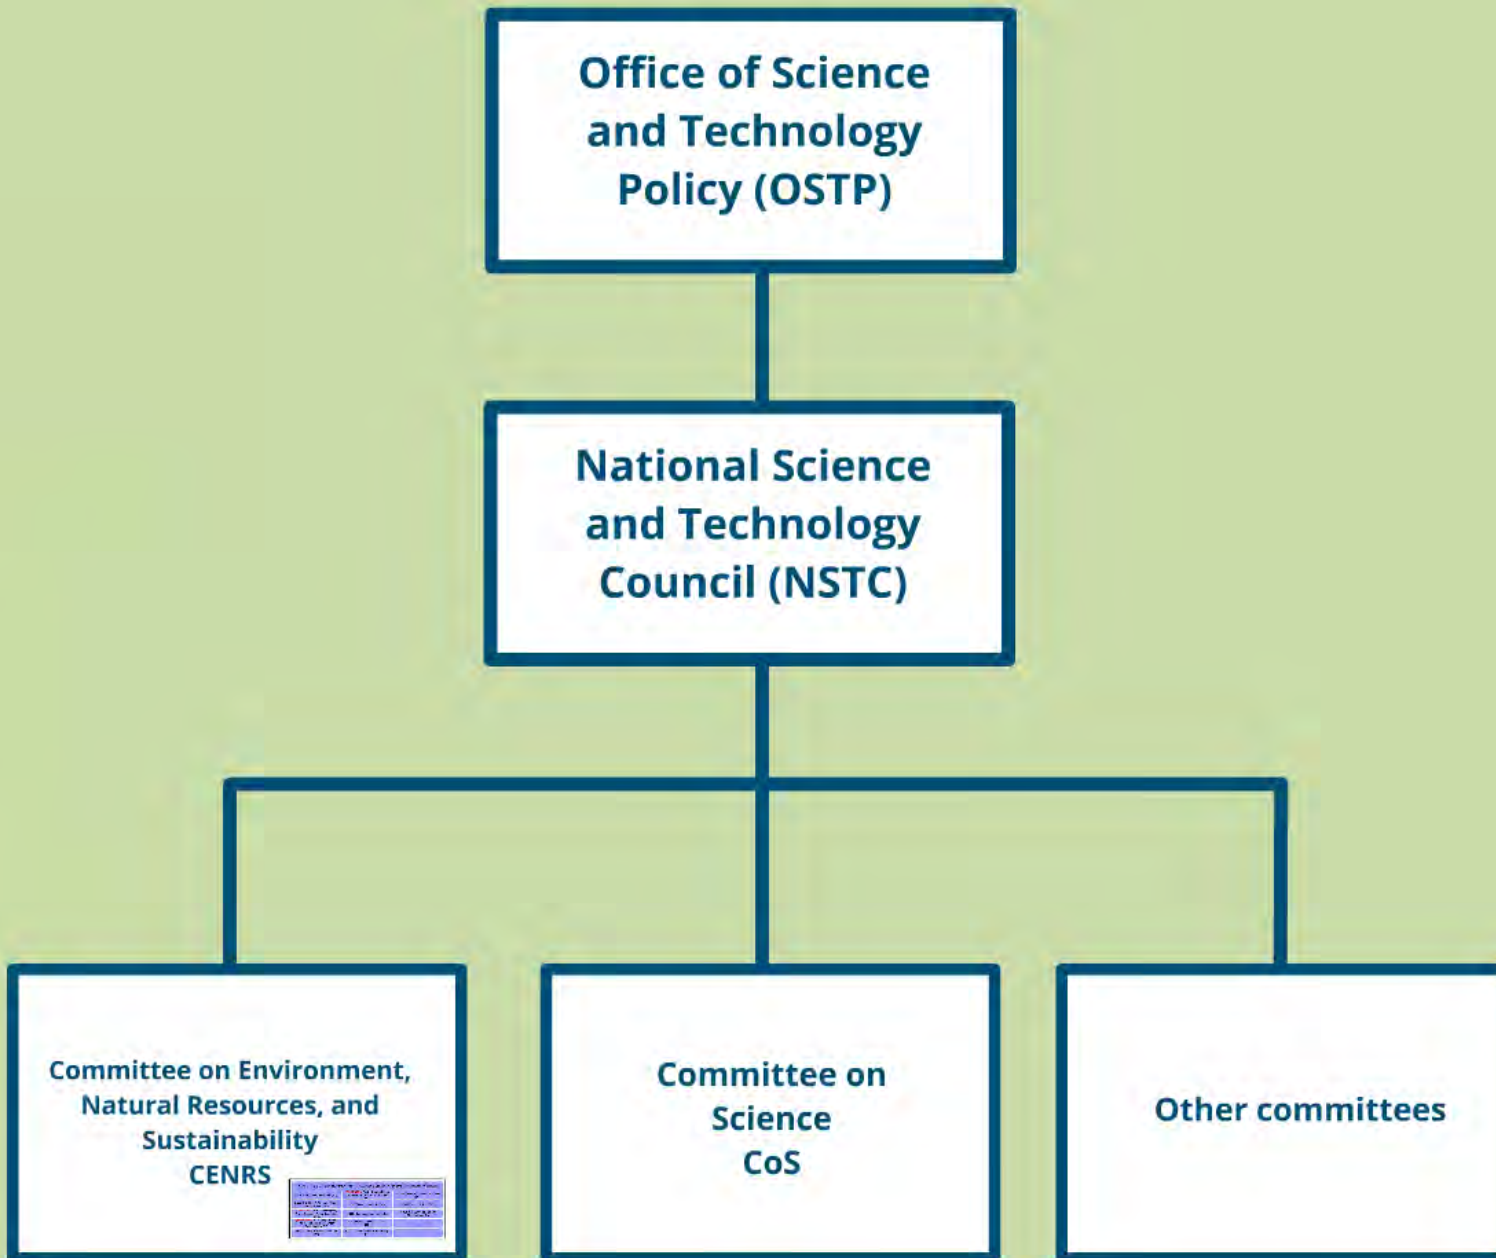 Office of Science
and Technology
Policy (OSTP)
National Science
and Technology
Council (NSTC)
Committee on Environment,
Natural Resources, and
Sustainability
CENRS
Committee on
Science
CoS
Other committees